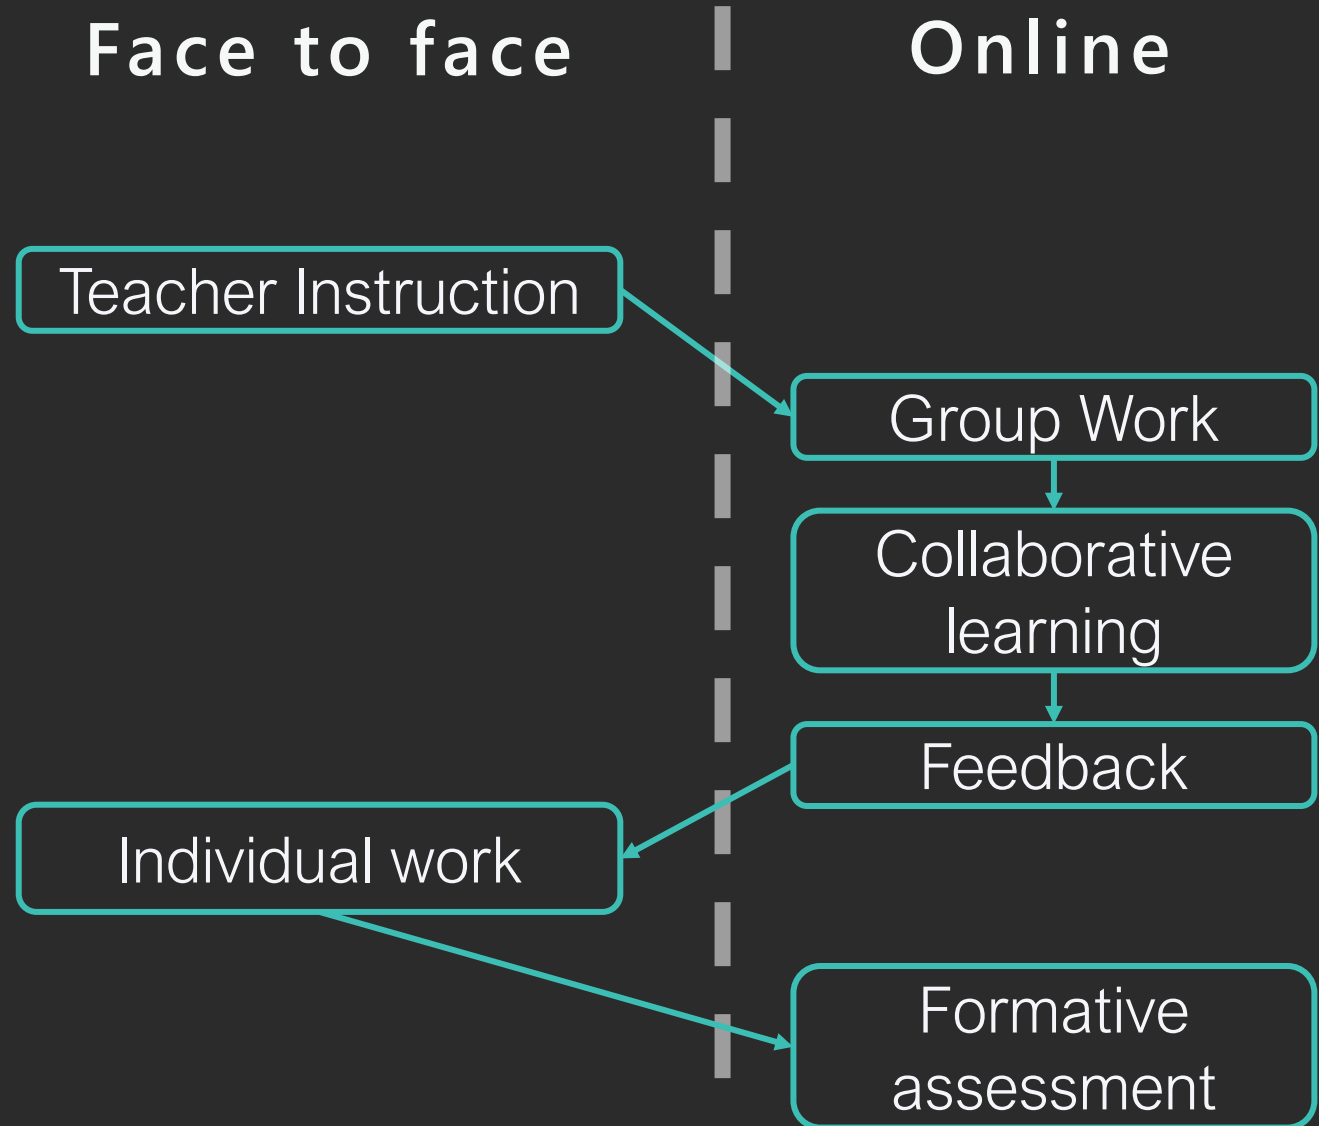 Face to face
Online
Teacher Instruction
Group Work
Collaborative
learning
Feedback
Individual work
Formative
assessment